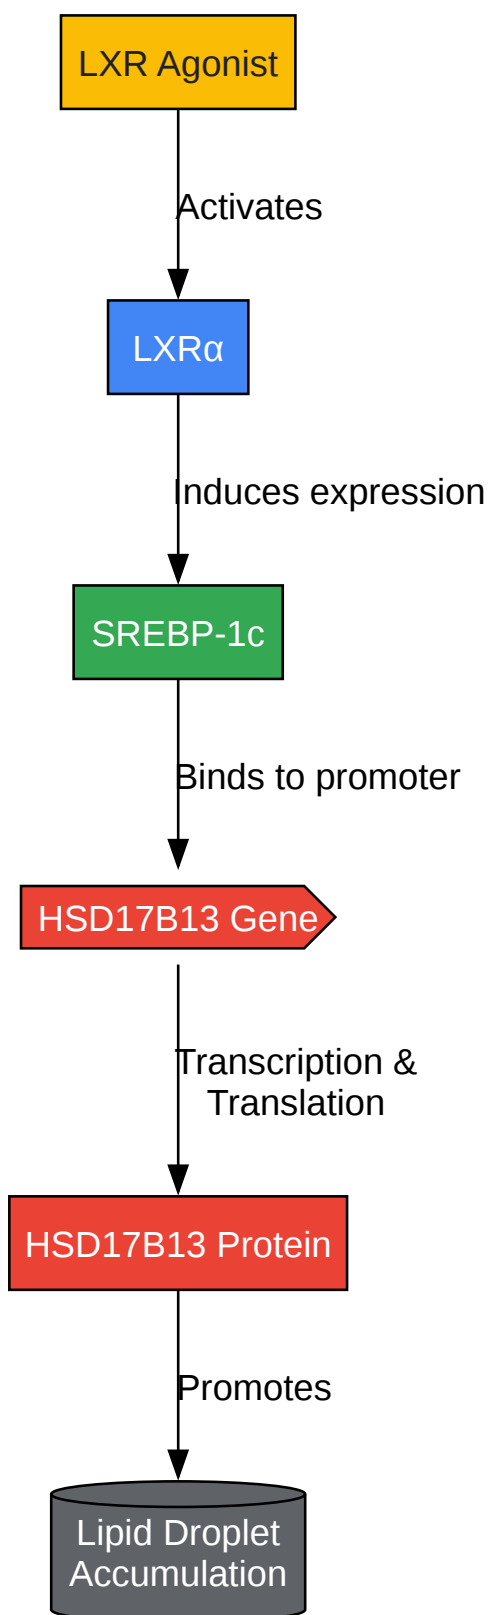 LXR Agonist
Activates
LXRα
Induces expression
SREBP-1c
Binds to promoter
HSD17B13 Gene
Transcription &
Translation
HSD17B13 Protein
Promotes
Lipid Droplet
Accumulation